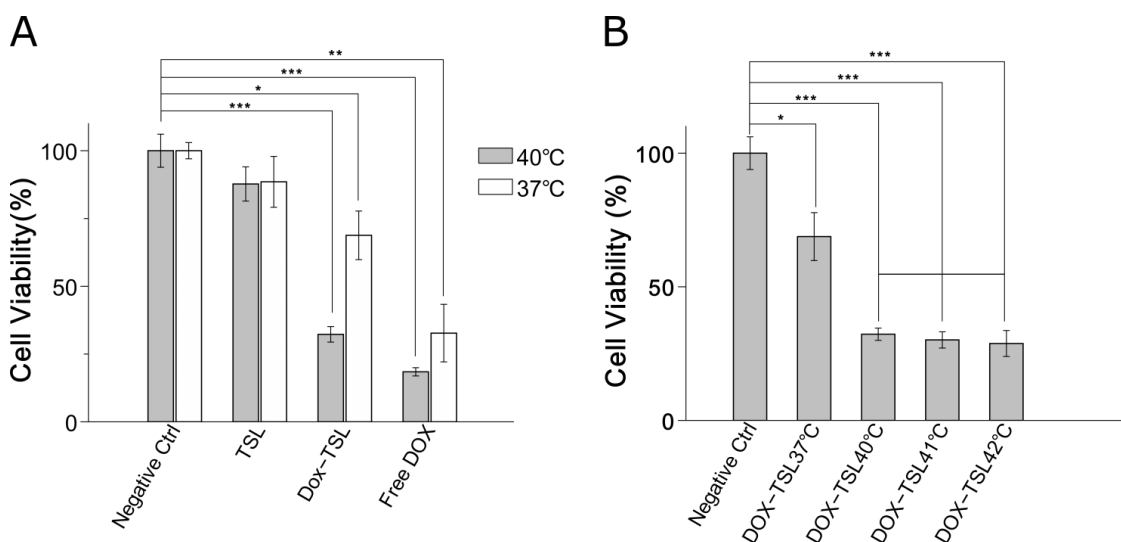 A
**
***
*
***
100
50
0
Cell Viability(%)
40℃
37℃
Negative Ctrl
TSL
Dox-TSL
Free DOX
B
***
***
***
*
100
50
0
Cell Viability (%)
Negative Ctrl
DOX-TSL37℃
DOX-TSL40℃
DOX-TSL41℃
DOX-TSL42℃